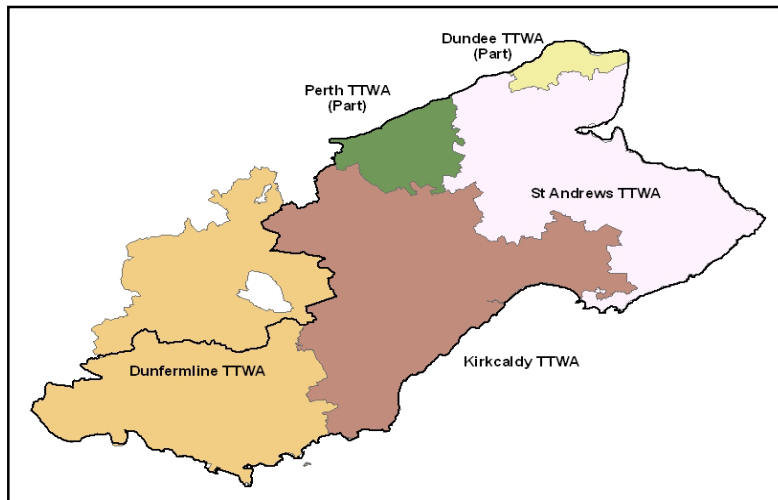 Dundee TTWA
(Part)
Perth TTWA
(Part)
St Andrews TTWA
Kirkcaldy TTWA
Dunfermline TTWA